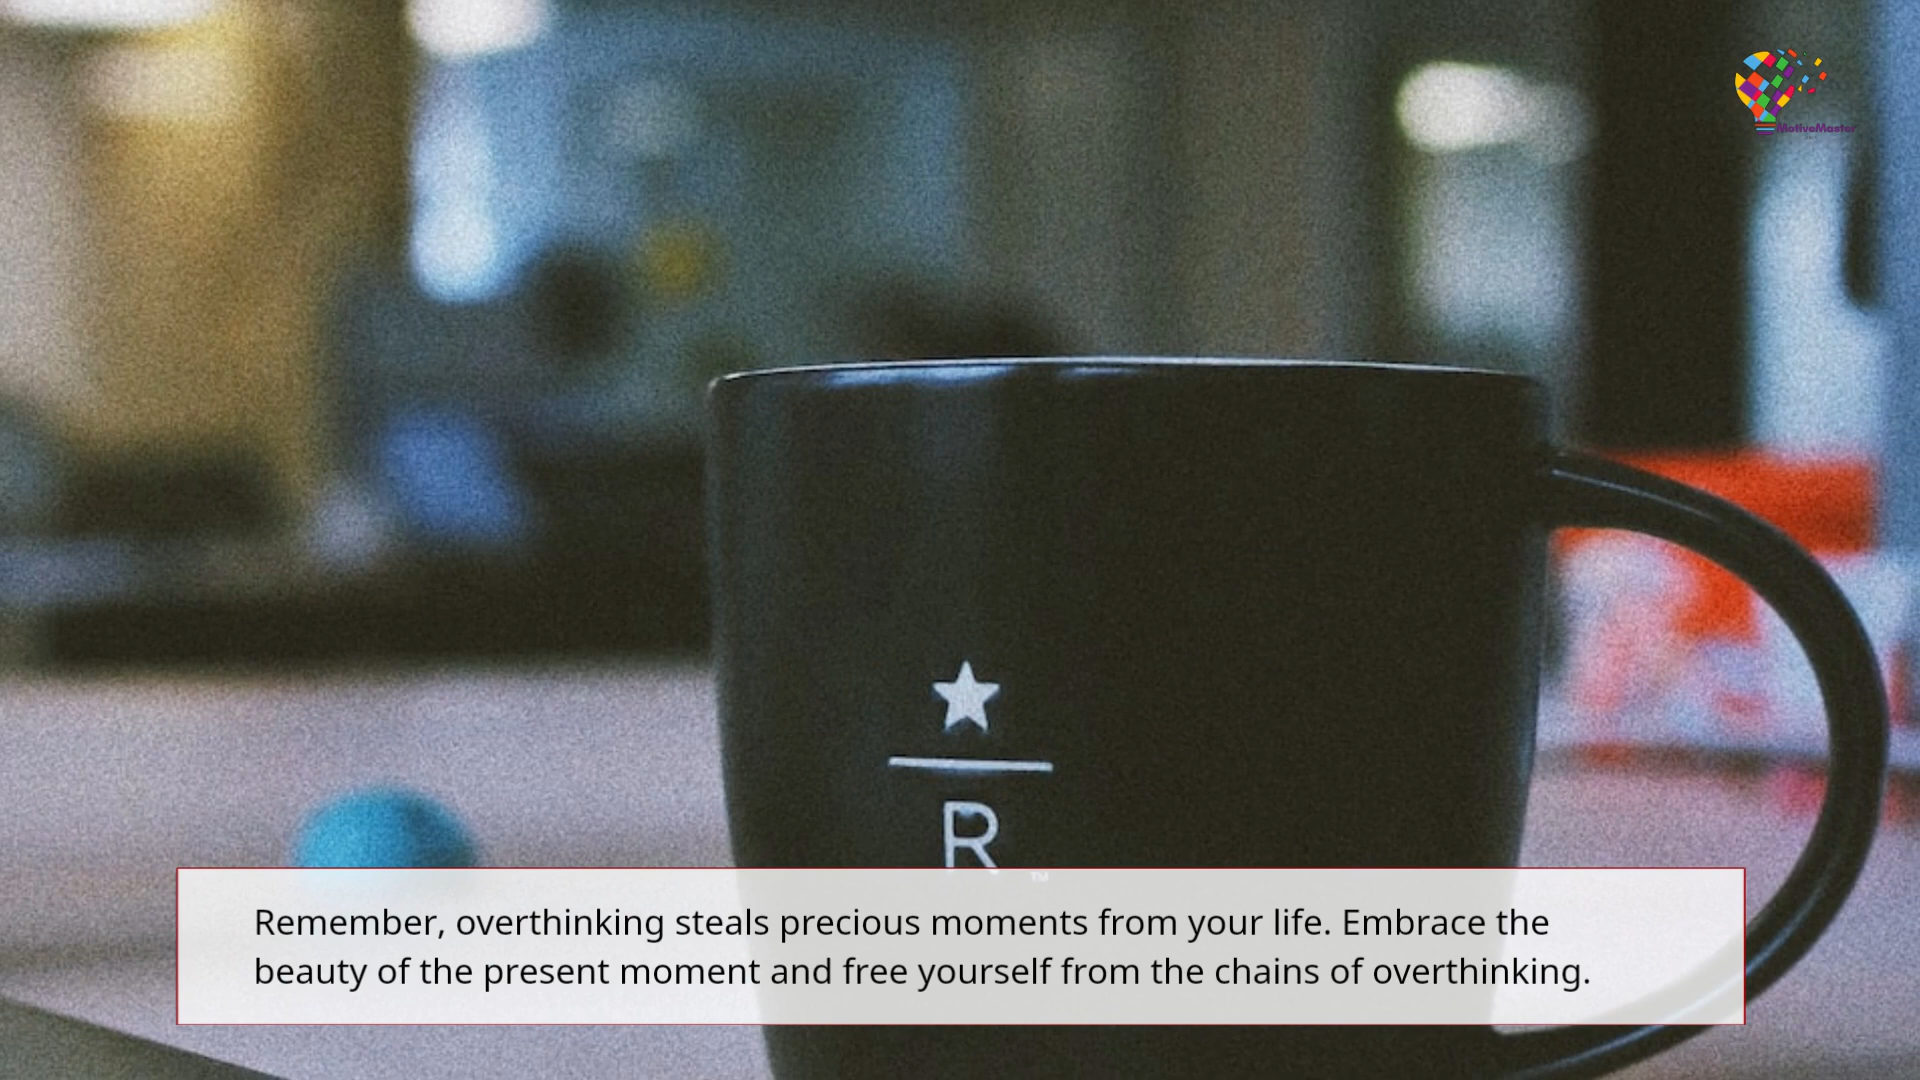 MotiveMaster
R
TM
Remember, overthinking steals precious moments from your life. Embrace the
beauty of the present moment and free yourself from the chains of overthinking.